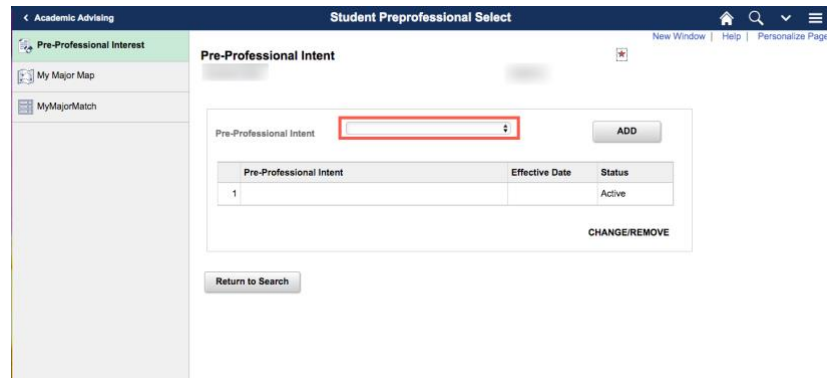 < Academic Advising
Student Preprofessional Select
New Window | Help | Personalize Page
Pre-Professional Interest
My Major Map
MyMajorMatch
Pre-Professional Intent
Pre-Professional Intent
ADD
Pre-Professional Intent Effective Date Status
1 Active
CHANGE/REMOVE
Return to Search